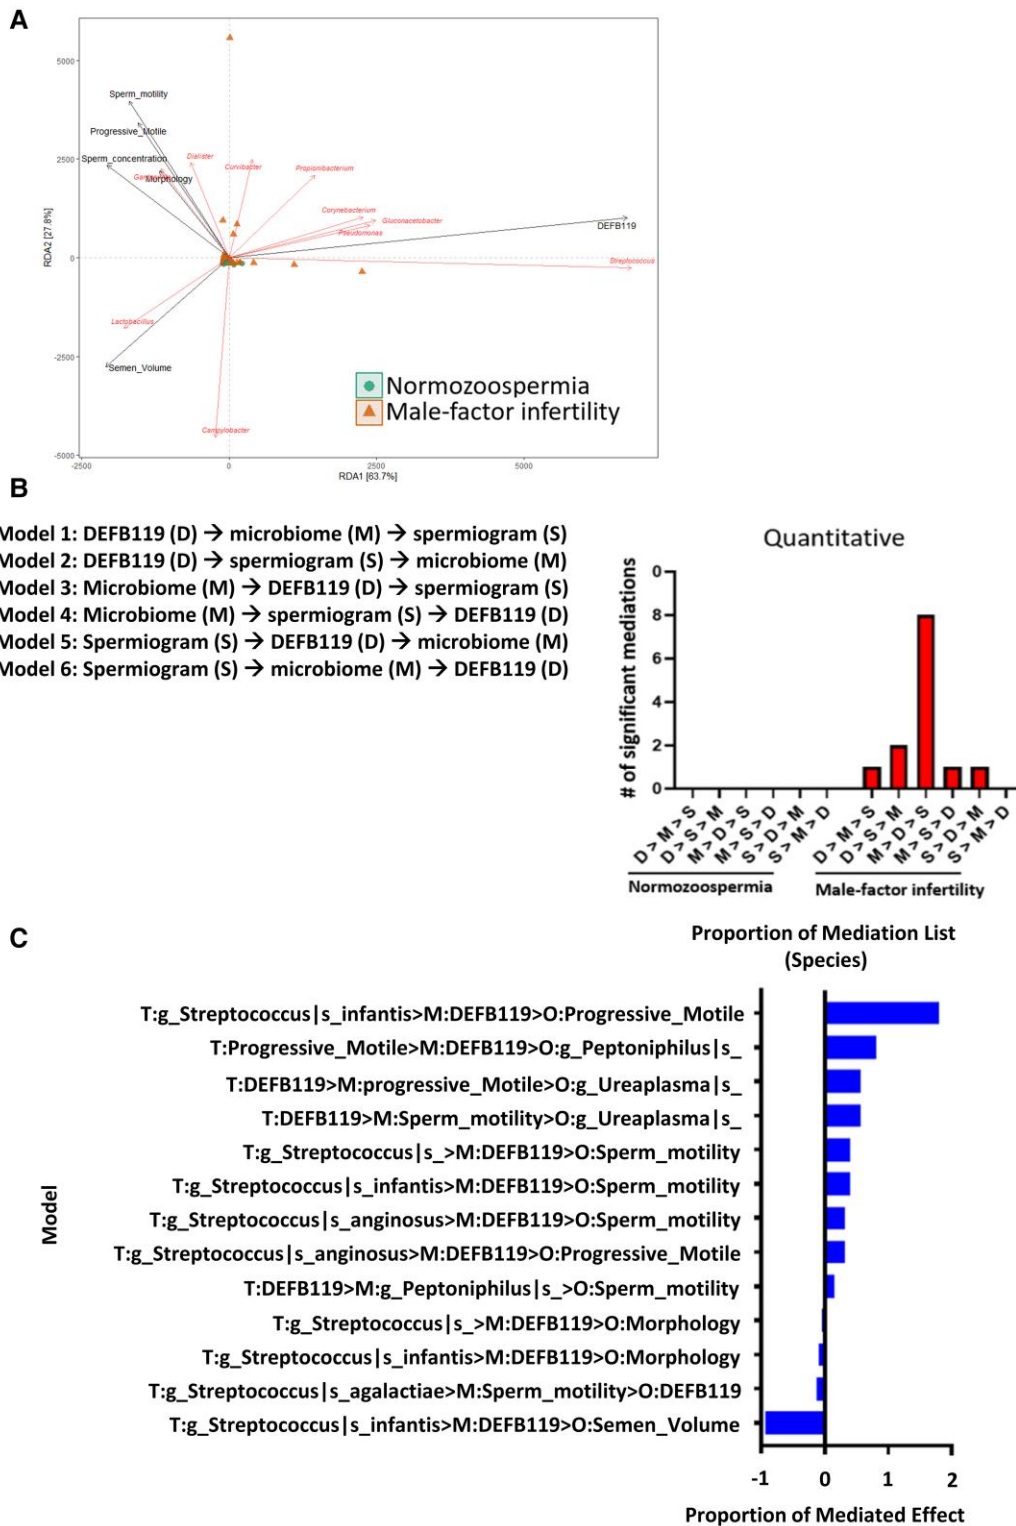 A
5000
2500
0
-2500
-5000
RDA2 [27.8%]
Sperm_motility
Progressive_Motile
Sperm_concentration
Morphology
Dialister
Curvibacter
Propionibacterium
Corynebacterium
Gluconacetobacter
Pseudomonas
DEFB119
Streptococcus
Lactobacillus
Semen_Volume
Campylobacter
Normozoospermia
Male-factor infertility
-2500
0
2500
5000
RDA1 [63.7%]
B
Model 1: DEFB119 (D) → microbiome (M) → spermiogram (S)
Model 2: DEFB119 (D) → spermiogram (S) → microbiome (M)
Model 3: Microbiome (M) → DEFB119 (D) → spermiogram (S)
Model 4: Microbiome (M) → spermiogram (S) → DEFB119 (D)
Model 5: Spermiogram (S) → DEFB119 (D) → microbiome (M)
Model 6: Spermiogram (S) → microbiome (M) → DEFB119 (D)
Quantitative
# of significant mediations
0
8
6
4
2
0
D > M > S
D > S > M
M > D > S
M > S > D
S > D > M
S > M > D
D > M > S
D > S > M
M > D > S
M > S > D
S > D > M
S > M > D
Normozoospermia
Male-factor infertility
C
Proportion of Mediation List
(Species)
Model
T:g_Streptococcus|s_infantis>M:DEFB119>O:Progressive_Motile
T:Progressive_Motile>M:DEFB119>O:g_Peptoniphilus|s_
T:DEFB119>M:progressive_Motile>O:g_Ureaplasma|s_
T:DEFB119>M:Sperm_motility>O:g_Ureaplasma|s_
T:g_Streptococcus|s_>M:DEFB119>O:Sperm_motility
T:g_Streptococcus|s_infantis>M:DEFB119>O:Sperm_motility
T:g_Streptococcus|s_anginosus>M:DEFB119>O:Sperm_motility
T:g_Streptococcus|s_anginosus>M:DEFB119>O:Progressive_Motile
T:DEFB119>M:g_Peptoniphilus|s_>O:Sperm_motility
T:g_Streptococcus|s_>M:DEFB119>O:Morphology
T:g_Streptococcus|s_infantis>M:DEFB119>O:Morphology
T:g_Streptococcus|s_agalactiae>M:Sperm_motility>O:DEFB119
T:g_Streptococcus|s_infantis>M:DEFB119>O:Semen_Volume
-1
0
1
2
Proportion of Mediated Effect